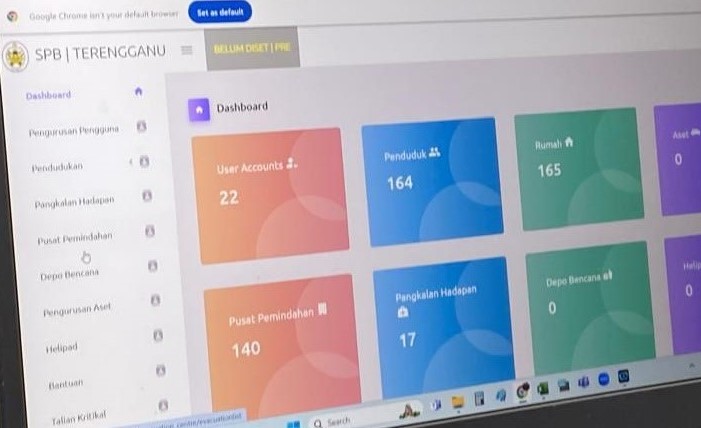 Google Chrome isn't your default browser
Set as default
SPB | TERENGGANU
BELUM DISET | PRE
Dashboard
Pengurusan Pengguna
Pendudukan
Pangkalan Hadapan
Pusat Pemindahan
Depo Bencana
Pengurusan Aset
Helipad
Bantuan
Talian Kritikal
Dashboard
User Accounts
22
Penduduk
164
Rumah
165
Aset
0
Pusat Pemindahan
140
Pangkalan Hadapan
17
Depo Bencana
0
Helip
0
Search